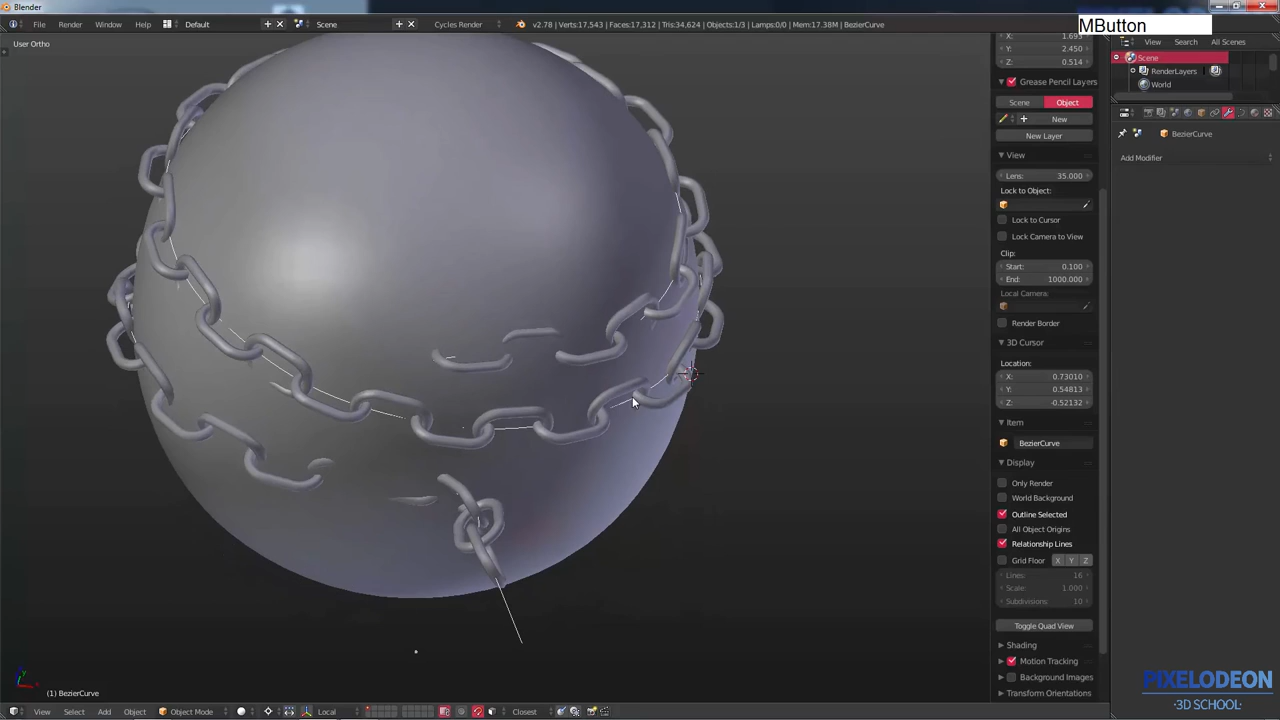 Blender
File Render Window Help Default Scene Cycles Render v2.78 | Verts:17,543 | Faces:17,312 | Tris:34,624 | Objects:1/3 | Lamps:0/0 | Mem:17.38M | BezierCurve
MButton
User Ortho
View Search All Scenes
X: 1.693
Y: 2.450
Z: 0.514
Scene
RenderLayers
World
Grease Pencil Layers
Scene Object
New
New Layer
BezierCurve
Add Modifier
View
Lens: 35.000
Lock to Object:
Lock to Cursor
Lock Camera to View
Clip:
Start: 0.100
End: 1000.000
Local Camera:
Render Border
3D Cursor
Location:
X: 0.73010
Y: 0.54813
Z: -0.52132
Item
BezierCurve
Display
Only Render
World Background
Outline Selected
All Object Origins
Relationship Lines
Grid Floor X Y Z
Lines: 16
Scale: 1.000
Subdivisions: 10
Toggle Quad View
Shading
Motion Tracking
Background Images
Transform Orientations
(1) BezierCurve
View Select Add Object Object Mode Local Closest
PIXELODEON
-3D SCHOOL-